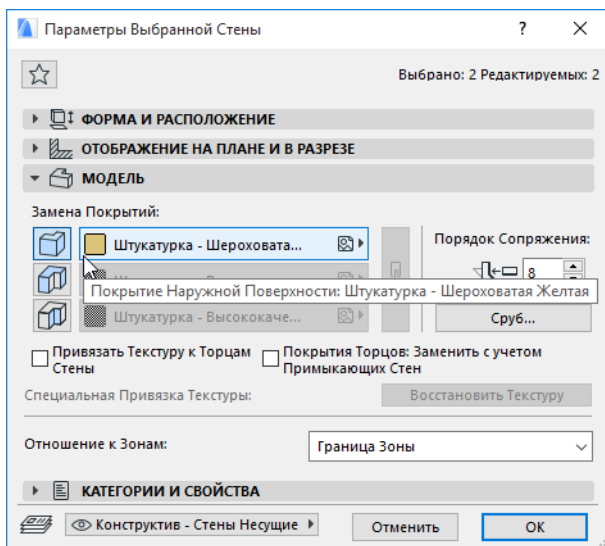 Параметры Выбранной Стены
?
Выбрано: 2 Редактируемых: 2
ФОРМА И РАСПОЛОЖЕНИЕ
ОТОБРАЖЕНИЕ НА ПЛАНЕ И В РАЗРЕЗЕ
МОДЕЛЬ
Замена Покрытий:
Штукатурка - Шероховата...
Порядок Сопряжения:
8
Покрытие Наружной Поверхности: Штукатурка - Шероховатая Желтая
Штукатурка - Высококаче...
Сруб...
Привязать Текстуру к Торцам
Стены
Покрытия Торцов: Заменить с учетом
Примыкающих Стен
Специальная Привязка Текстуры:
Восстановить Текстуру
Отношение к Зонам:
Граница Зоны
КАТЕГОРИИ И СВОЙСТВА
Конструктив - Стены Несущие
Отменить
OK